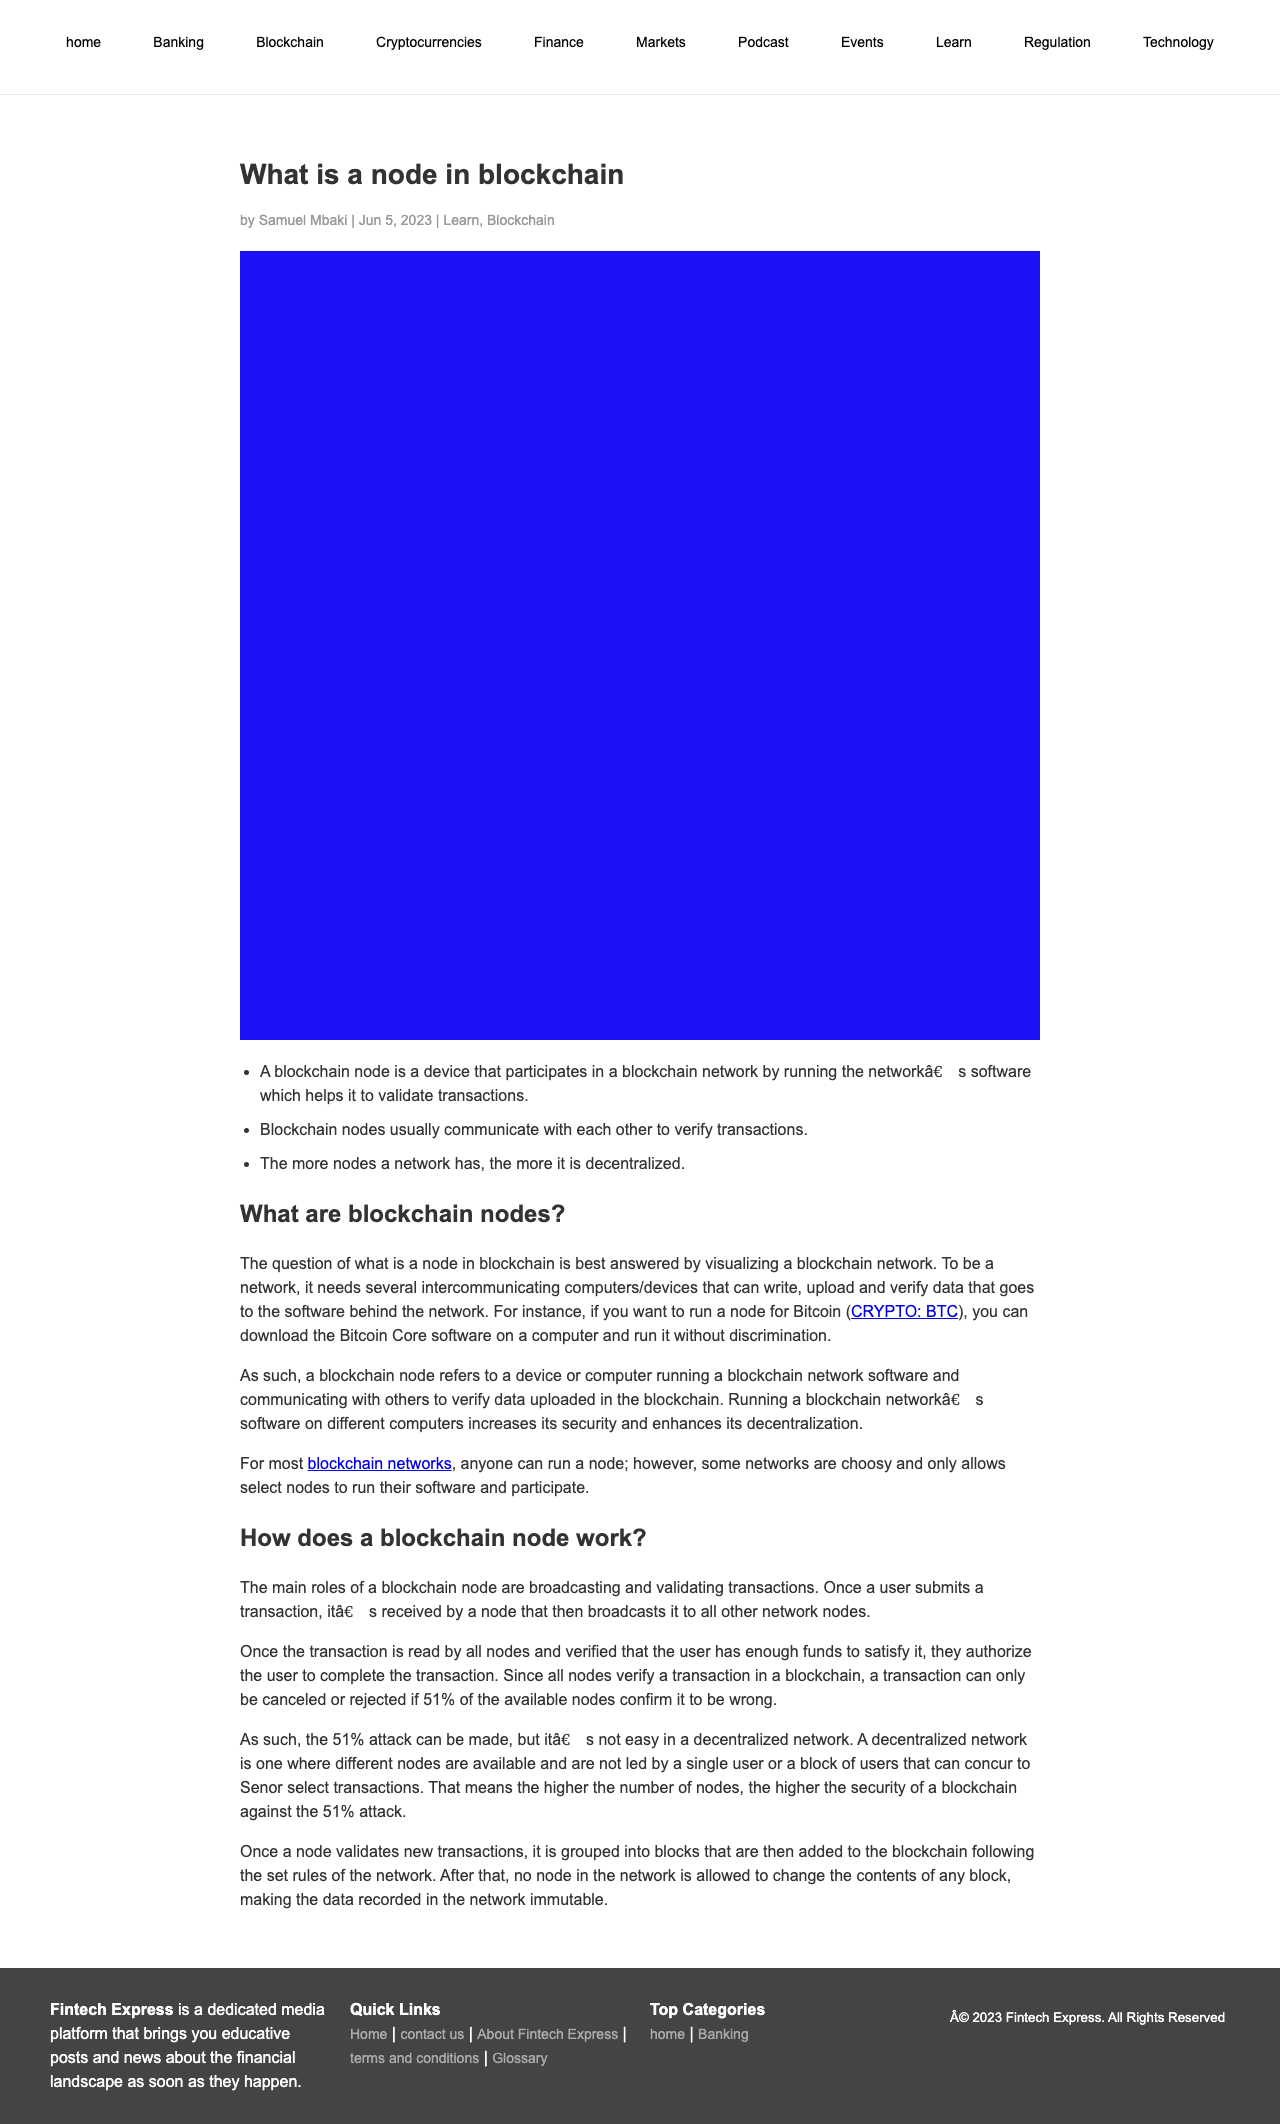 home Banking Blockchain Cryptocurrencies Finance Markets Podcast Events Learn Regulation Technology
What is a node in blockchain
by Samuel Mbaki | Jun 5, 2023 | Learn, Blockchain
• A blockchain node is a device that participates in a blockchain network by running the networkâ€ s software
which helps it to validate transactions.
• Blockchain nodes usually communicate with each other to verify transactions.
• The more nodes a network has, the more it is decentralized.
What are blockchain nodes?
The question of what is a node in blockchain is best answered by visualizing a blockchain network. To be a
network, it needs several intercommunicating computers/devices that can write, upload and verify data that goes
to the software behind the network. For instance, if you want to run a node for Bitcoin (CRYPTO: BTC), you can
download the Bitcoin Core software on a computer and run it without discrimination.
As such, a blockchain node refers to a device or computer running a blockchain network software and
communicating with others to verify data uploaded in the blockchain. Running a blockchain networkâ€ s
software on different computers increases its security and enhances its decentralization.
For most blockchain networks, anyone can run a node; however, some networks are choosy and only allows
select nodes to run their software and participate.
How does a blockchain node work?
The main roles of a blockchain node are broadcasting and validating transactions. Once a user submits a
transaction, itâ€ s received by a node that then broadcasts it to all other network nodes.
Once the transaction is read by all nodes and verified that the user has enough funds to satisfy it, they authorize
the user to complete the transaction. Since all nodes verify a transaction in a blockchain, a transaction can only
be canceled or rejected if 51% of the available nodes confirm it to be wrong.
As such, the 51% attack can be made, but itâ€ s not easy in a decentralized network. A decentralized network
is one where different nodes are available and are not led by a single user or a block of users that can concur to
Senor select transactions. That means the higher the number of nodes, the higher the security of a blockchain
against the 51% attack.
Once a node validates new transactions, it is grouped into blocks that are then added to the blockchain following
the set rules of the network. After that, no node in the network is allowed to change the contents of any block,
making the data recorded in the network immutable.
Fintech Express is a dedicated media
platform that brings you educative
posts and news about the financial
landscape as soon as they happen.
Quick Links
Home | contact us | About Fintech Express |
terms and conditions | Glossary
Top Categories
home | Banking
Â© 2023 Fintech Express. All Rights Reserved